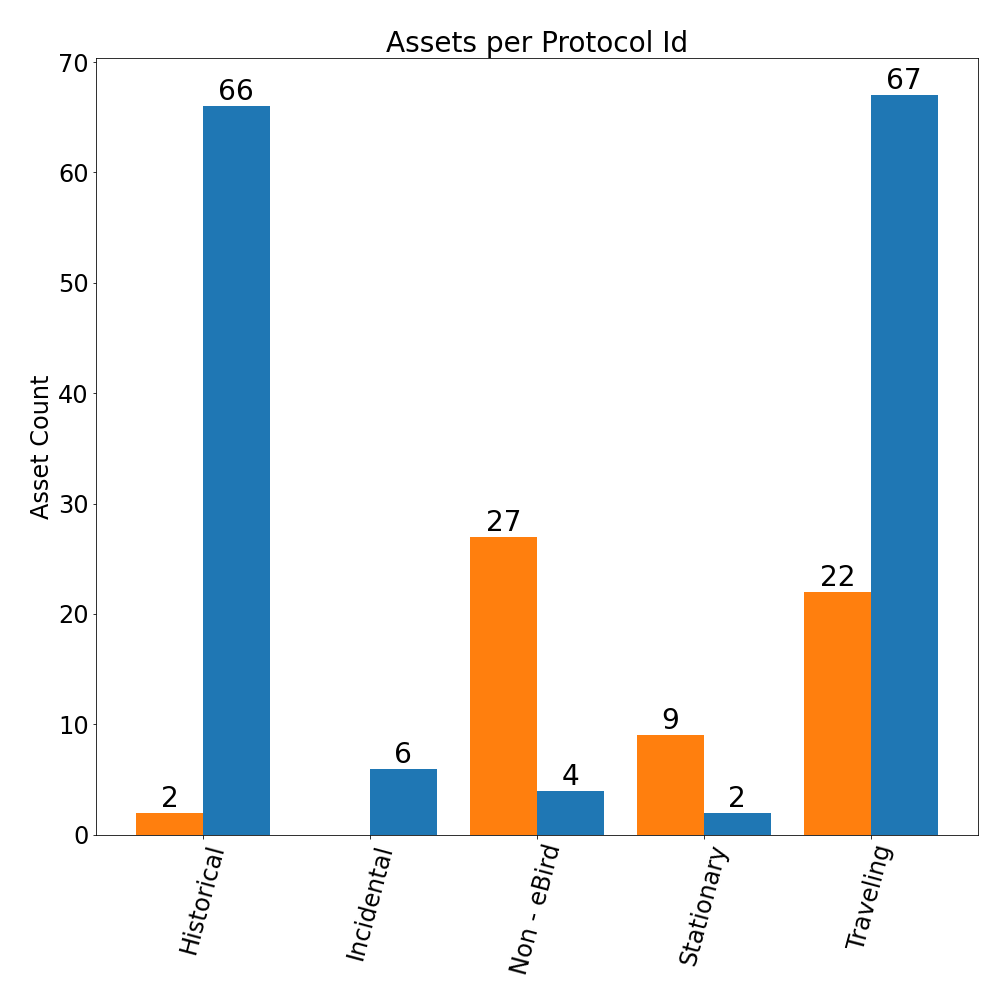 Assets per Protocol Id
Asset Count
70
60
50
40
30
20
10
0
2
66
6
27
4
9
2
22
67
Historical
Incidental
Non - eBird
Stationary
Traveling